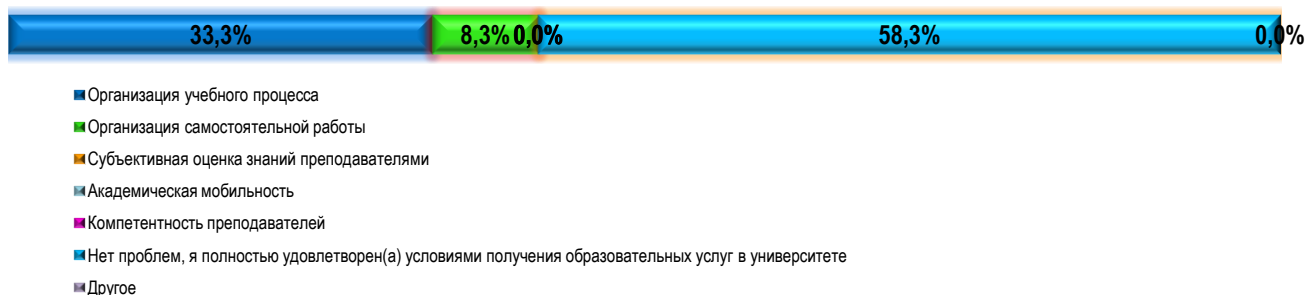 33,3% 8,3% 0,0% 58,3% 0,0%
Организация учебного процесса
Организация самостоятельной работы
Субъективная оценка знаний преподавателями
Академическая мобильность
Компетентность преподавателей
Нет проблем, я полностью удовлетворен(а) условиями получения образовательных услуг в университете
Другое